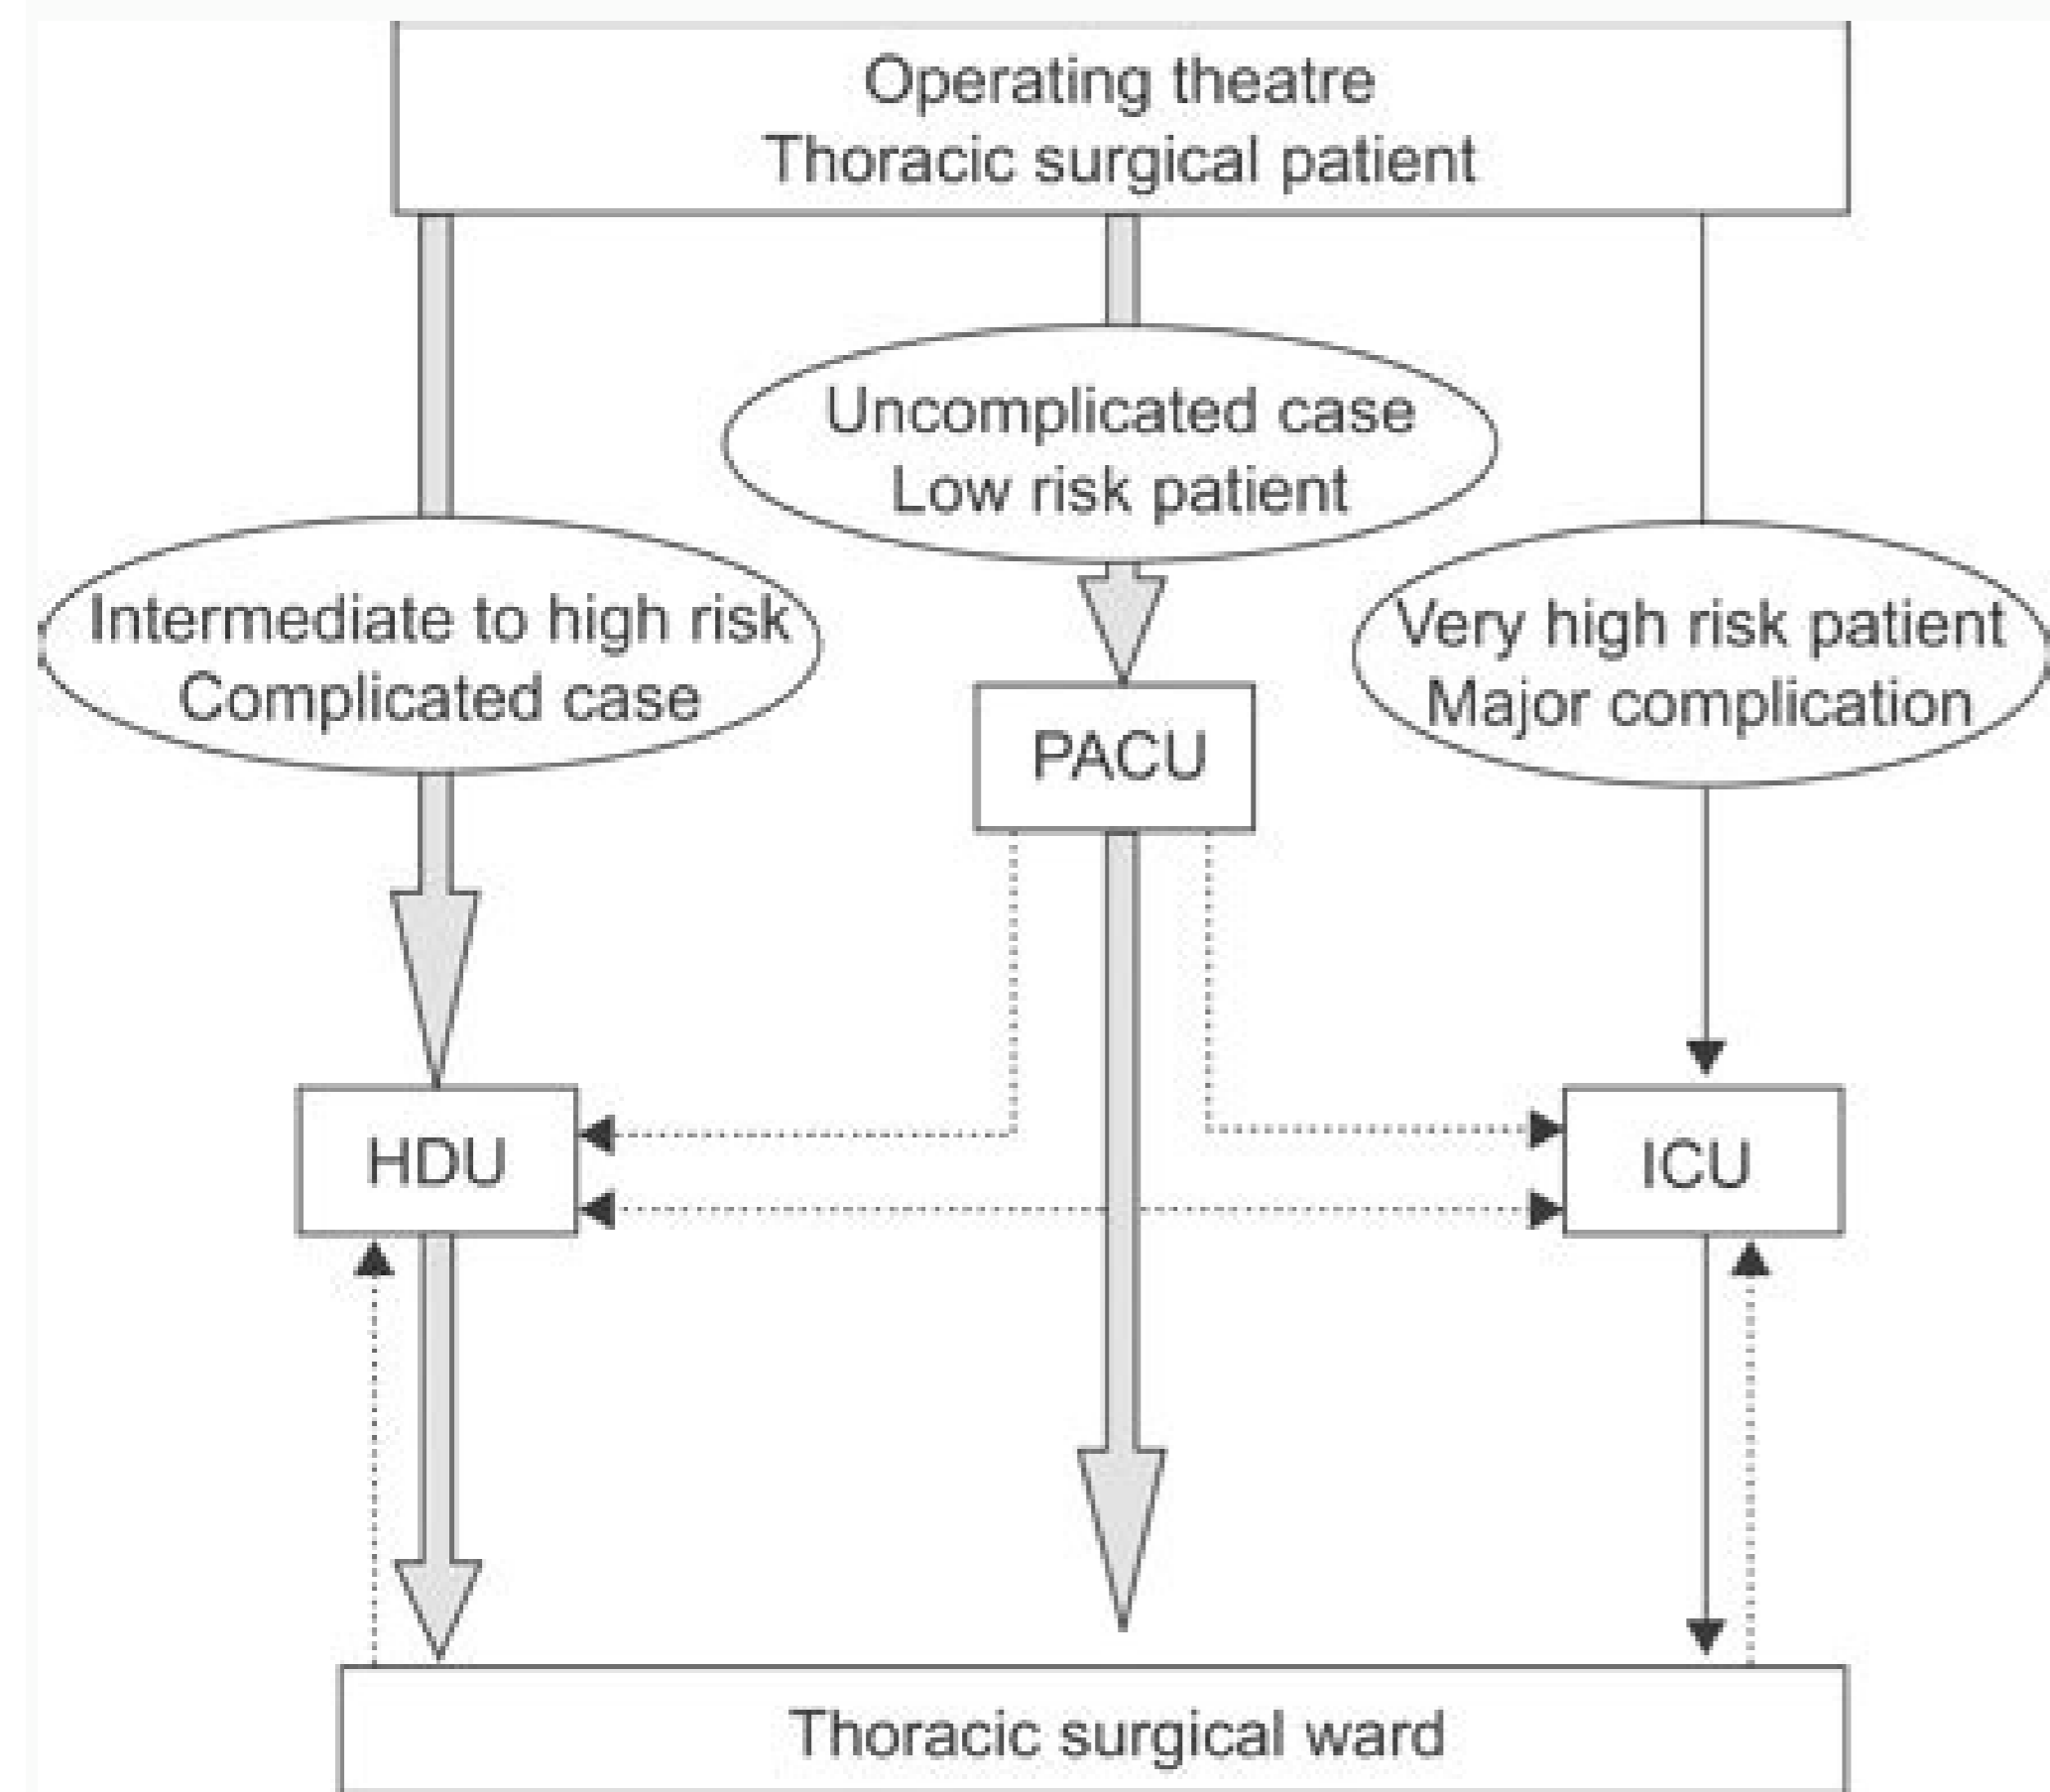 Operating theatre
Thoracic surgical patient
Uncomplicated case
Low risk patient
Intermediate to high risk
Complicated case
Very high risk patient
Major complication
PACU
HDU
ICU
Thoracic surgical ward